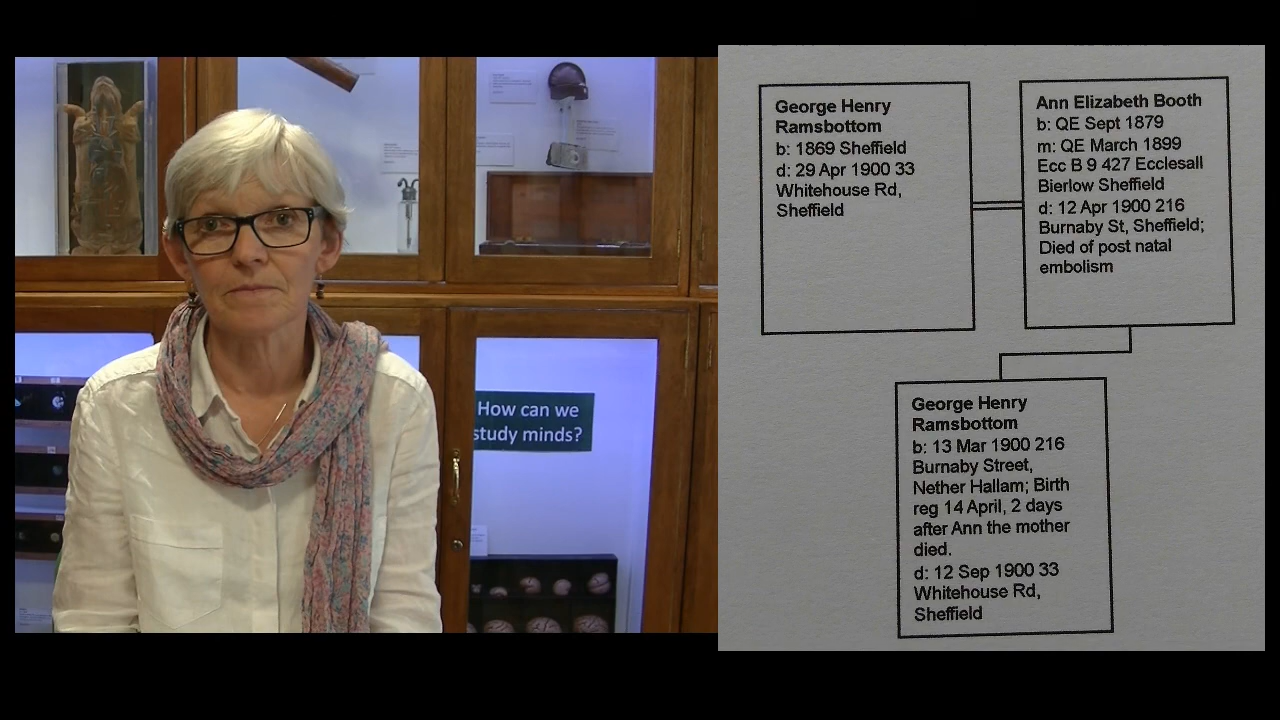 How can we
study minds?
George Henry
Ramsbottom
b: 1869 Sheffield
d: 29 Apr 1900 33
Whitehouse Rd,
Sheffield
Ann Elizabeth Booth
b: QE Sept 1879
m: QE March 1899
Ecc B 9 427 Ecclesall
Bierlow Sheffield
d: 12 Apr 1900 216
Burnaby St, Sheffield;
Died of post natal
embolism
George Henry
Ramsbottom
b: 13 Mar 1900 216
Burnaby Street,
Nether Hallam; Birth
reg 14 April, 2 days
after Ann the mother
died.
d: 12 Sep 1900 33
Whitehouse Rd,
Sheffield